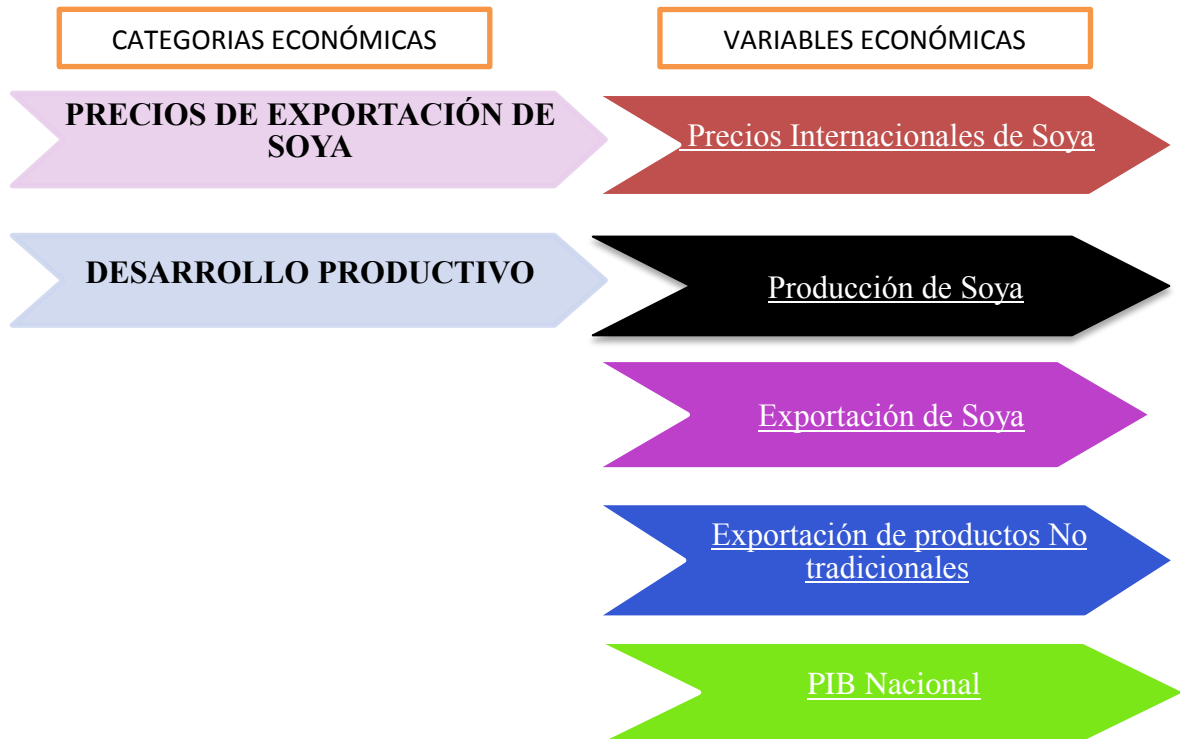 CATEGORIAS ECONÓMICAS
VARIABLES ECONÓMICAS
PRECIOS DE EXPORTACIÓN DE
SOYA
Precios Internacionales de Soya
DESARROLLO PRODUCTIVO
Producción de Soya
Exportación de Soya
Exportación de productos No
tradicionales
PIB Nacional